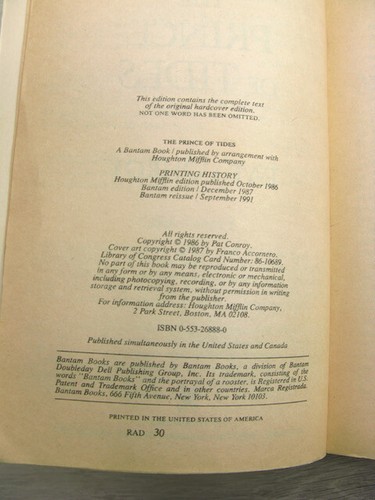 This edition contains the complete text
of the original hardcover edition.
NOT ONE WORD HAS BEEN OMITTED.
THE PRINCE OF TIDES
A Bantam Book / published by arrangement with
Houghton Mifflin Company
PRINTING HISTORY
Houghton Mifflin edition published October 1986
Bantam edition / December 1987
Bantam reissue / September 1991
All rights reserved.
Copyright © 1986 by Pat Conroy.
Cover art copyright © 1987 by Franco Accornero.
Library of Congress Catalog Card Number: 86-10689.
No part of this book may be reproduced or transmitted
in any form or by any means, electronic or mechanical,
including photocopying, recording, or by any information
storage and retrieval system, without permission in writing
from the publisher.
For information address: Houghton Mifflin Company,
2 Park Street, Boston, MA 02108.
ISBN 0-553-26888-0
Published simultaneously in the United States and Canada
Bantam Books are published by Bantam Books, a division of Bantam
Doubleday Dell Publishing Group, Inc. Its trademark, consisting of the
words "Bantam Books" and the portrayal of a rooster, is Registered in U.S.
Patent and Trademark Office and in other countries. Marca Registrada.
Bantam Books, 666 Fifth Avenue, New York, New York 10103.
PRINTED IN THE UNITED STATES OF AMERICA
RAD 30